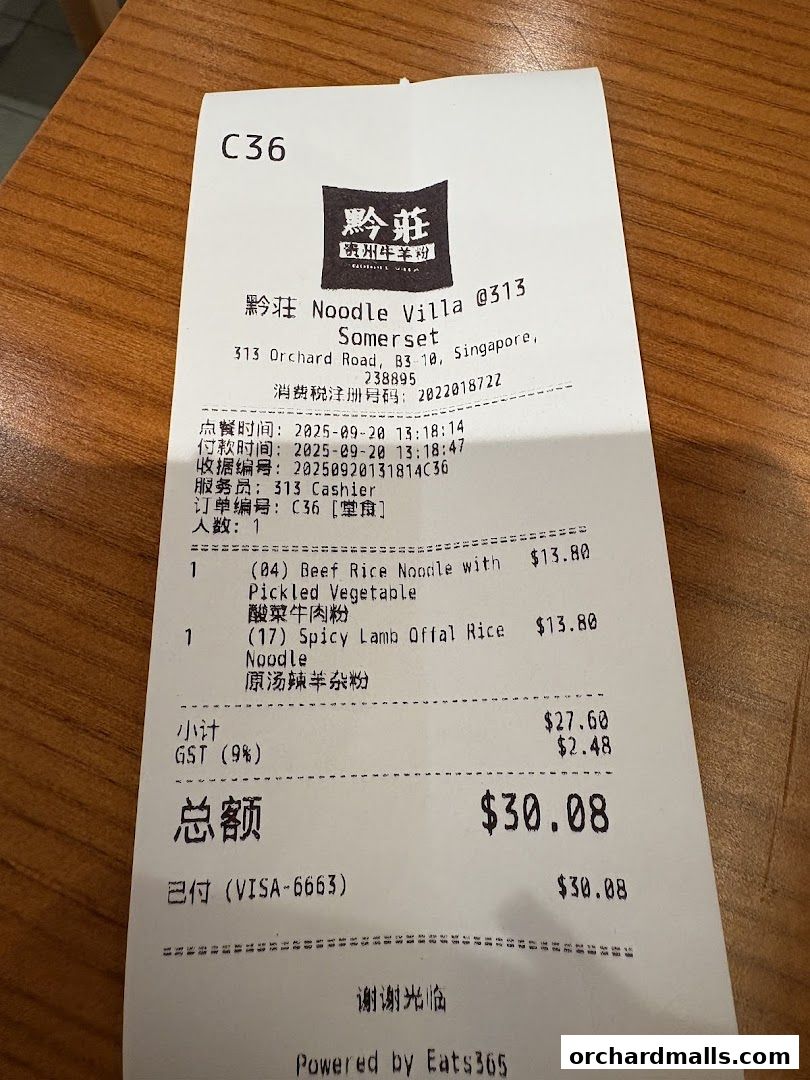 C36
黔莊
贵州牛羊粉
黔莊 Noodle Villa @313
Somerset
313 Orchard Road, B3-10, Singapore,
238895
消费税注册号码: 2022018722
点餐时间: 2025-09-20 13:18:14
付款时间: 2025-09-20 13:18:47
收据编号: 20250920131814C36
服务员: 313 Cashier
订单编号: C36 [堂食]
人数: 1
1 (04) Beef Rice Noodle with $13.80
Pickled Vegetable
酸菜牛肉粉
1 (17) Spicy Lamb Offal Rice $13.80
Noodle
原汤辣羊杂粉
小计 $27.60
GST (9%) $2.48
总额 $30.08
已付 (VISA-6663) $30.08
谢谢光临
Powered by Eats365
orchardmalls.com